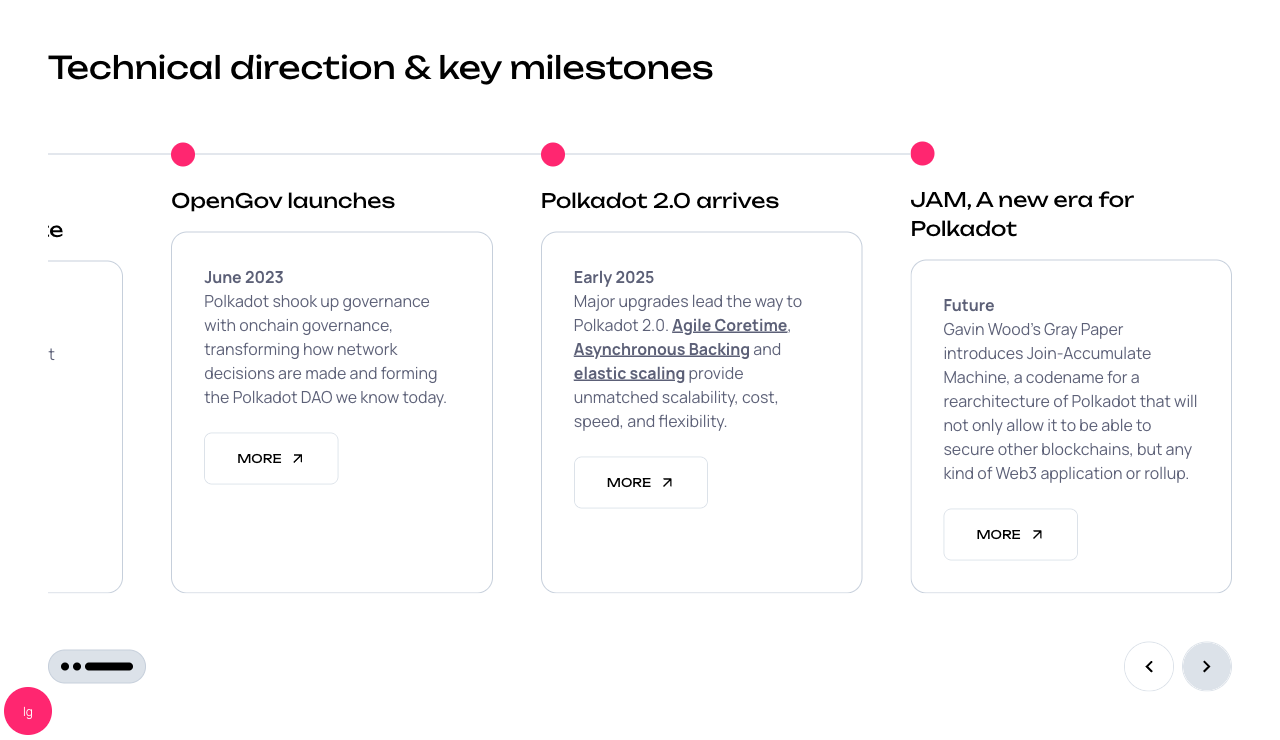 Technical direction & key milestones
OpenGov launches
June 2023
Polkadot shook up governance
with onchain governance,
transforming how network
decisions are made and forming
the Polkadot DAO we know today.
MORE
Polkadot 2.0 arrives
Early 2025
Major upgrades lead the way to
Polkadot 2.0. Agile Coretime,
Asynchronous Backing and
elastic scaling provide
unmatched scalability, cost,
speed, and flexibility.
MORE
JAM, A new era for
Polkadot
Future
Gavin Wood's Gray Paper
introduces Join-Accumulate
Machine, a codename for a
rearchitecture of Polkadot that will
not only allow it to be able to
secure other blockchains, but any
kind of Web3 application or rollup.
MORE
lg